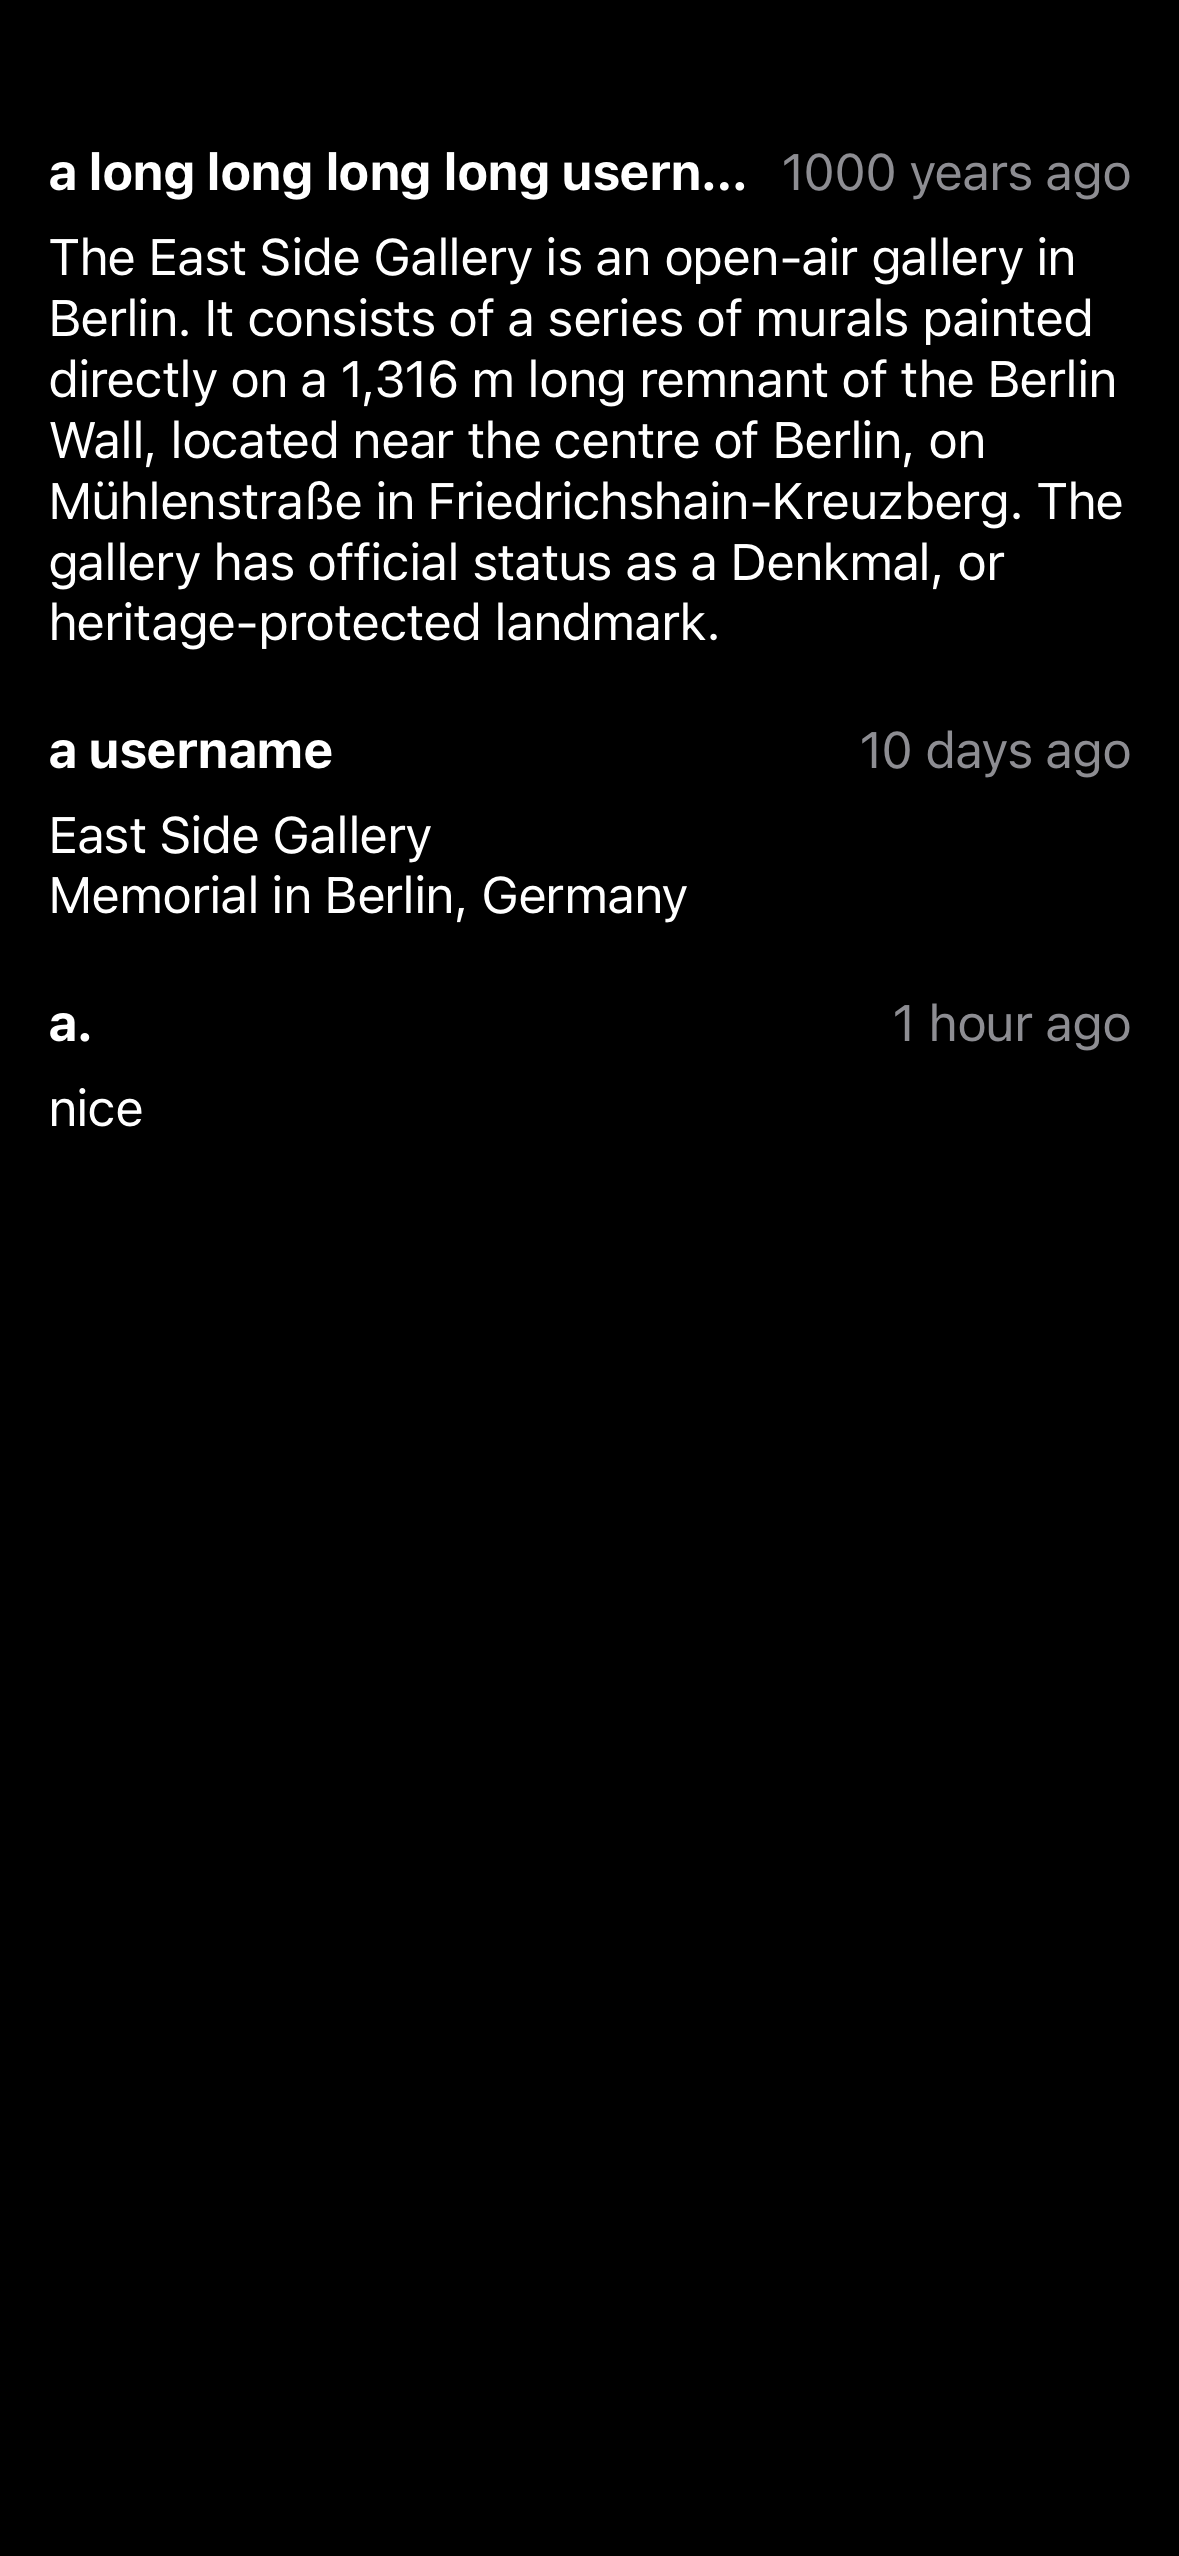 a long long long long usern... 1000 years ago
The East Side Gallery is an open-air gallery in
Berlin. It consists of a series of murals painted
directly on a 1,316 m long remnant of the Berlin
Wall, located near the centre of Berlin, on
Mühlenstraße in Friedrichshain-Kreuzberg. The
gallery has official status as a Denkmal, or
heritage-protected landmark.
a username 10 days ago
East Side Gallery
Memorial in Berlin, Germany
a. 1 hour ago
nice